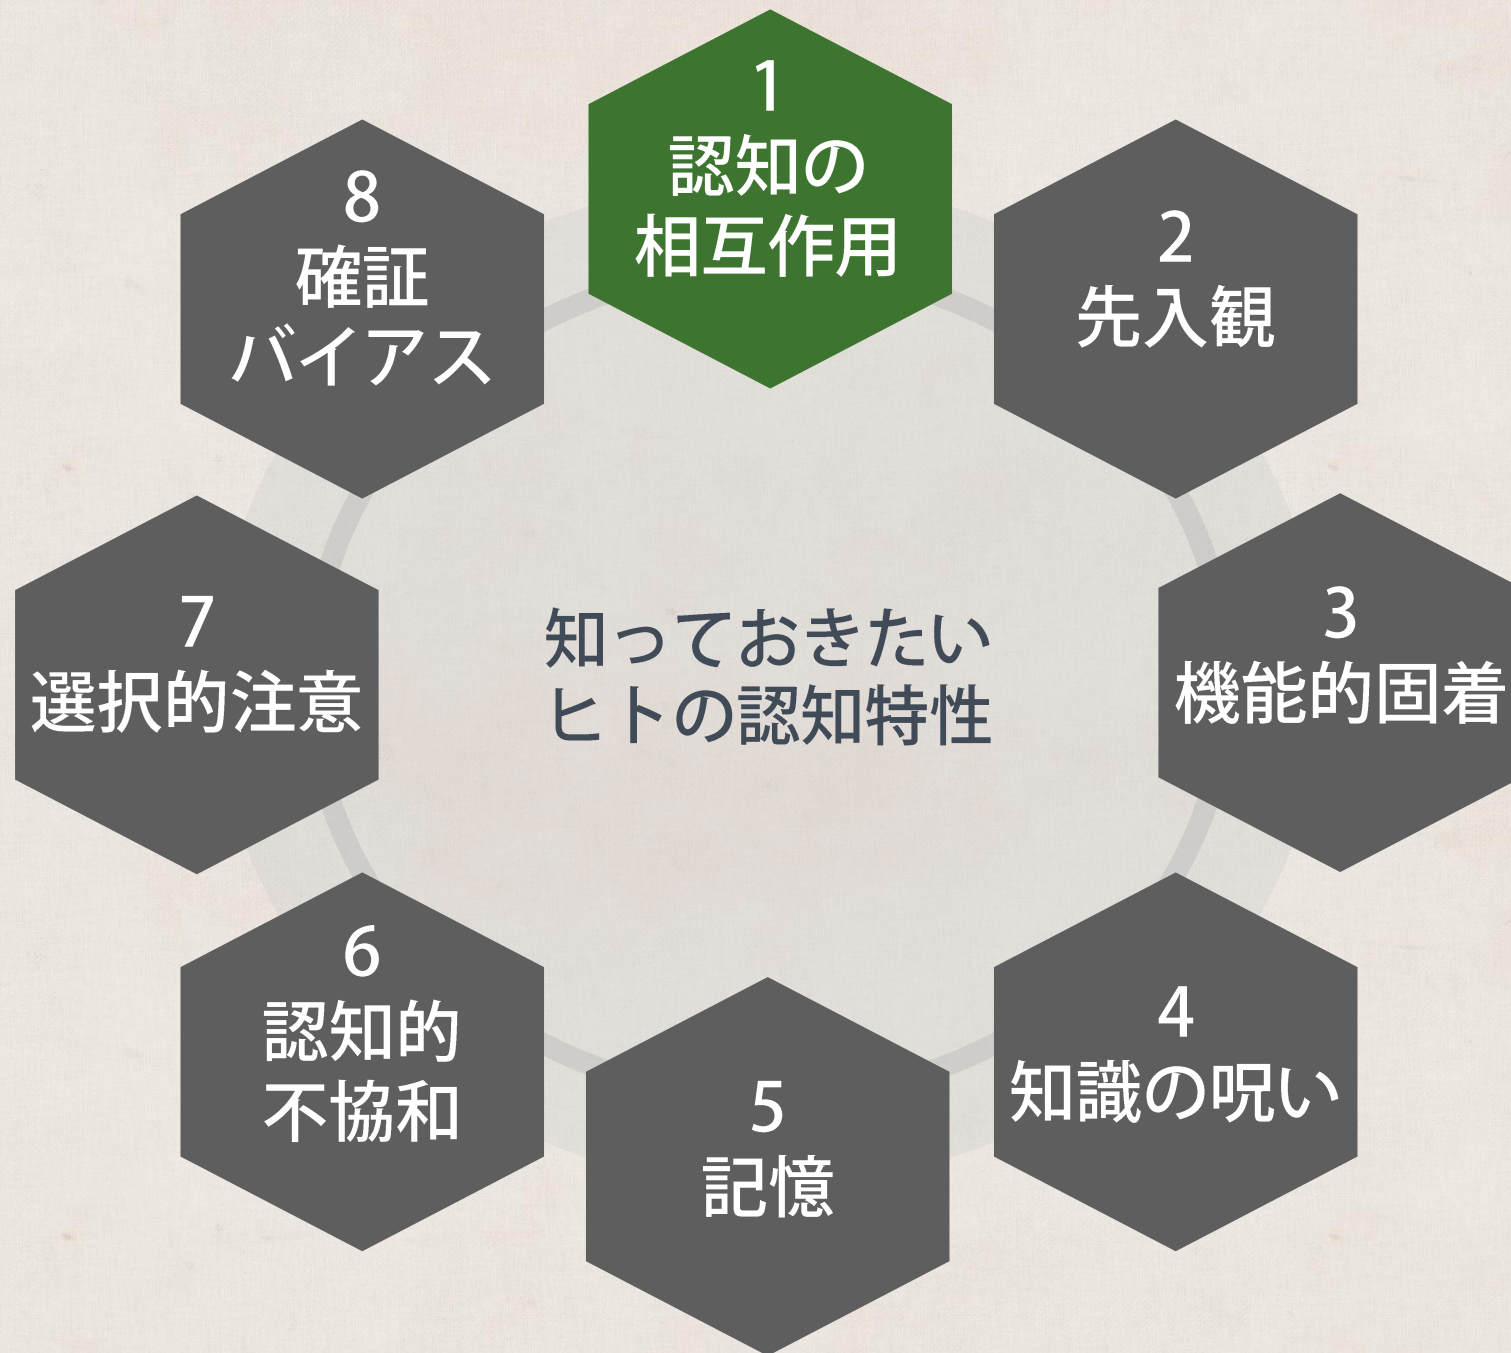 1
認知の
相互作用
2
先入観
3
機能的固着
4
知識の呪い
5
記憶
6
認知的
不協和
7
選択的注意
8
確証
バイアス
知っておきたい
ヒトの認知特性